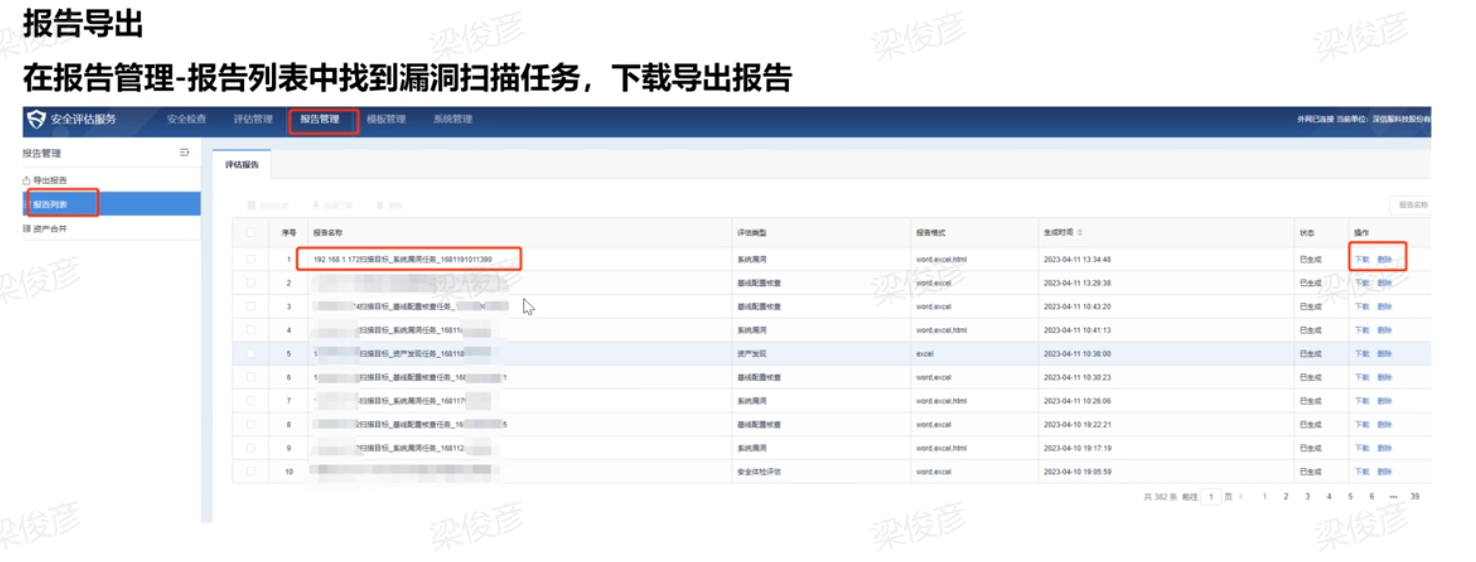 报告导出
在报告管理-报告列表中找到漏洞扫描任务，下载导出报告
安全评估服务 安全检查 评估管理 报告管理 模板管理 系统管理 外网已连接 当前单位：深信服科技股份有
报告管理
评估报告
导出报告
报告列表
资产合并
报告名称
序号 报告名称 评估类型 报告格式 生成时间 状态 操作
1 192.168.1.172扫描目标_系统漏洞任务_1681191011390 系统漏洞 word,excel,html 2023-04-11 13:34:48 已生成 下载 删除
2 基线配置核查 word,excel 2023-04-11 13:29:38 已生成 下载 删除
3 扫描目标_基线配置核查任务_ 基线配置核查 word,excel 2023-04-11 10:43:20 已生成 下载 删除
4 扫描目标_系统漏洞任务_16811 系统漏洞 word,excel,html 2023-04-11 10:41:13 已生成 下载 删除
5 1 扫描目标_资产发现任务_168118 资产发现 excel 2023-04-11 10:38:00 已生成 下载 删除
6 1 扫描目标_基线配置核查任务_168 1 基线配置核查 word,excel 2023-04-11 10:30:23 已生成 下载 删除
7 扫描目标_系统漏洞任务_168117 系统漏洞 word,excel,html 2023-04-11 10:26:06 已生成 下载 删除
8 扫描目标_基线配置核查任务_16 5 基线配置核查 word,excel 2023-04-10 19:22:21 已生成 下载 删除
9 扫描目标_系统漏洞任务_168112 系统漏洞 word,excel,html 2023-04-10 19:17:19 已生成 下载 删除
10 安全体检评估 word,excel 2023-04-10 19:05:59 已生成 下载 删除
共 382 条 前往 1 页 < 1 2 3 4 5 6 ··· 39
梁俊彦
梁俊彦
梁俊彦
梁俊彦
梁俊彦
梁俊彦
梁俊彦
梁俊彦
梁俊彦
梁俊彦
梁俊彦